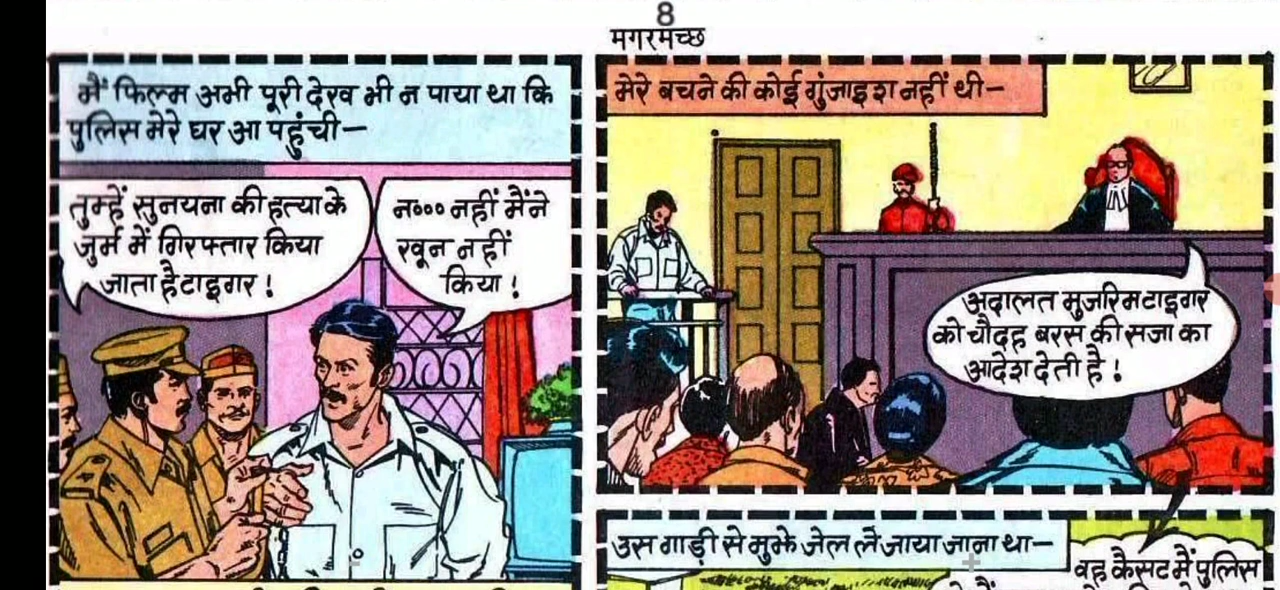 8
मगरमच्छ
मैं फिल्म अभी पूरी देख भी न पाया था कि
पुलिस मेरे घर आ पहुंची—
तुम्हें सुनयना की हत्या के
जुर्म में गिरफ्तार किया
जाता है टाइगर!
न... नहीं मैंने
खून नहीं
किया!
मेरे बचने की कोई गुंजाइश नहीं थी—
अदालत मुजरिम टाइगर
को चौदह बरस की सजा का
आदेश देती है!
उस गाड़ी से मुझे जेल ले जाया जाना था—
वह कैसट मैं पुलिस